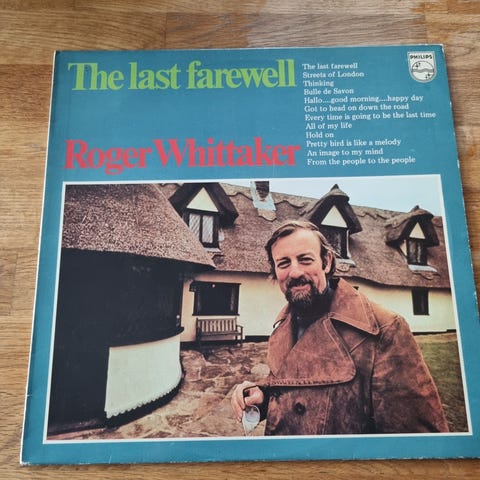 The last farewell
Roger Whittaker
The last farewell
Streets of London
Thinking
Bulle de Savon
Hallo....good morning....happy day
Got to head on down the road
Every time is going to be the last time
All of my life
Hold on
Pretty bird is like a melody
An image to my mind
From the people to the people
PHILIPS